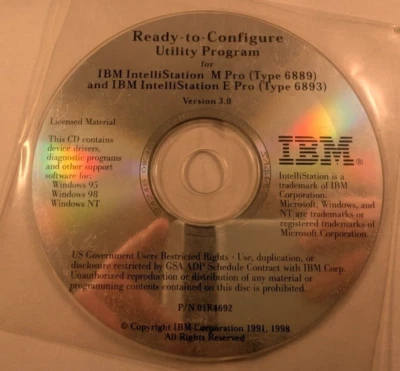 Ready-to-Configure
Utility Program
for
IBM IntelliStation M Pro (Type 6889)
and IBM IntelliStation E Pro (Type 6893)
Version 3.0
Licensed Material
This CD contains
device drivers,
diagnostic programs
and other support
software for:
Windows 95
Windows 98
Windows NT
IBM®
IntelliStation is a
trademark of IBM
Corporation.
Microsoft, Windows, and
NT are trademarks or
registered trademarks of
Microsoft Corporation.
US Government Users Restricted Rights - Use, duplication, or
disclosure restricted by GSA ADP Schedule Contract with IBM Corp.
Unauthorized reproduction or distribution of any material or
programming contents contained on this disc is prohibited.
P/N 01K4692
© Copyright IBM Corporation 1991, 1998
All Rights Reserved